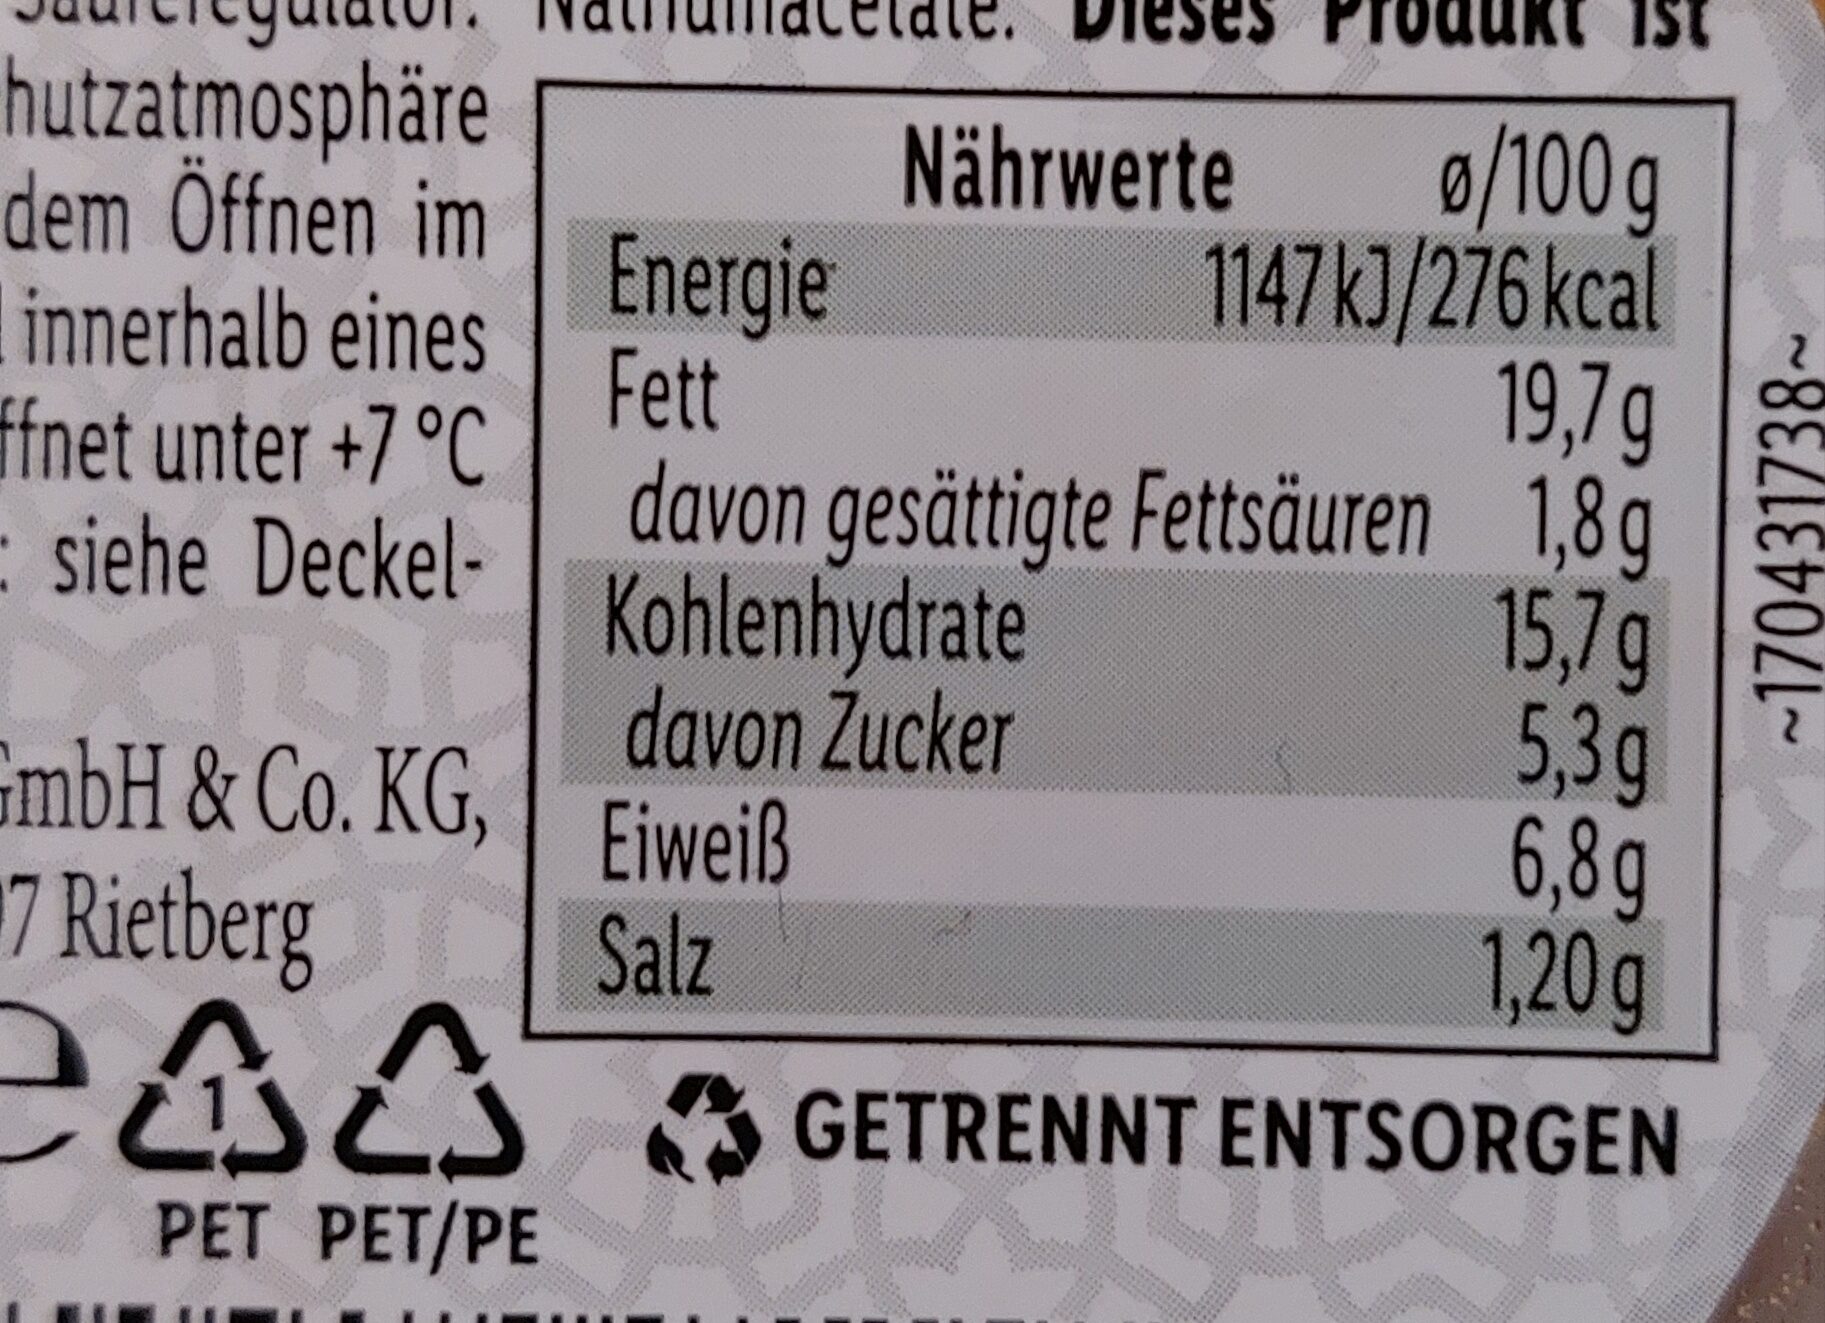 Säureregulator: Natriumacetate. Dieses Produkt ist
hutzatmosphäre
dem Öffnen im
innerhalb eines
ffnet unter +7 °C
: siehe Deckel-
GmbH & Co. KG,
7 Rietberg
Nährwerte ø/100 g
Energie 1147 kJ/276 kcal
Fett 19,7 g
davon gesättigte Fettsäuren 1,8 g
Kohlenhydrate 15,7 g
davon Zucker 5,3 g
Eiweiß 6,8 g
Salz 1,20 g
~170431738~
1
PET PET/PE
GETRENNT ENTSORGEN